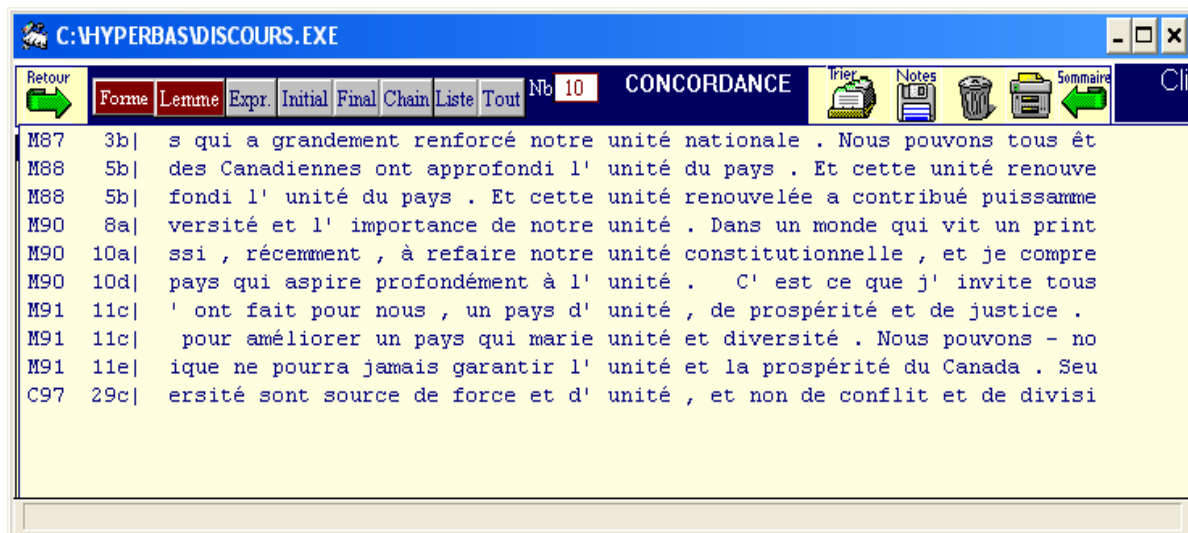 C:\HYPERBAS\DISCOURS.EXE
Retour Forme Lemme Expr. Initial Final Chain Liste Tout Nb 10 CONCORDANCE Trier Notes Sommaire Cli
M87 3b| s qui a grandement renforcé notre unité nationale . Nous pouvons tous êt
M88 5b| des Canadiennes ont approfondi l' unité du pays . Et cette unité renouve
M88 5b| fondi l' unité du pays . Et cette unité renouvelée a contribué puissamme
M90 8a| versité et l' importance de notre unité . Dans un monde qui vit un print
M90 10a| ssi , récemment , à refaire notre unité constitutionnelle , et je compre
M90 10d| pays qui aspire profondément à l' unité . C' est ce que j' invite tous
M91 11c| ' ont fait pour nous , un pays d' unité , de prospérité et de justice .
M91 11c| pour améliorer un pays qui marie unité et diversité . Nous pouvons - no
M91 11e| ique ne pourra jamais garantir l' unité et la prospérité du Canada . Seu
C97 29c| ersité sont source de force et d' unité , et non de conflit et de divisi